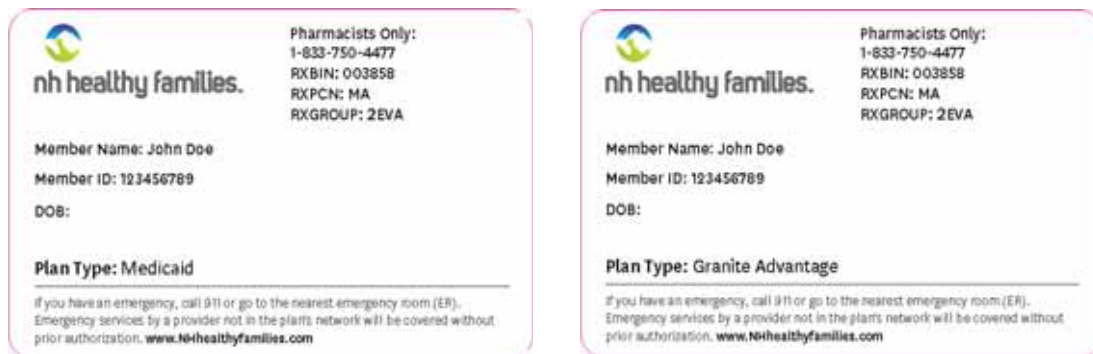 Pharmacists Only:
1-833-750-4477
RXBIN: 003858
RXPCN: MA
RXGROUP: 2EVA
nh healthy families.
Member Name: John Doe
Member ID: 123456789
DOB:
Plan Type: Medicaid
If you have an emergency, call 911 or go to the nearest emergency room (ER).
Emergency services by a provider not in the plan's network will be covered without
prior authorization. www.NHhealthyfamilies.com
Pharmacists Only:
1-833-750-4477
RXBIN: 003858
RXPCN: MA
RXGROUP: 2EVA
nh healthy families.
Member Name: John Doe
Member ID: 123456789
DOB:
Plan Type: Granite Advantage
If you have an emergency, call 911 or go to the nearest emergency room (ER).
Emergency services by a provider not in the plan's network will be covered without
prior authorization. www.NHhealthyfamilies.com